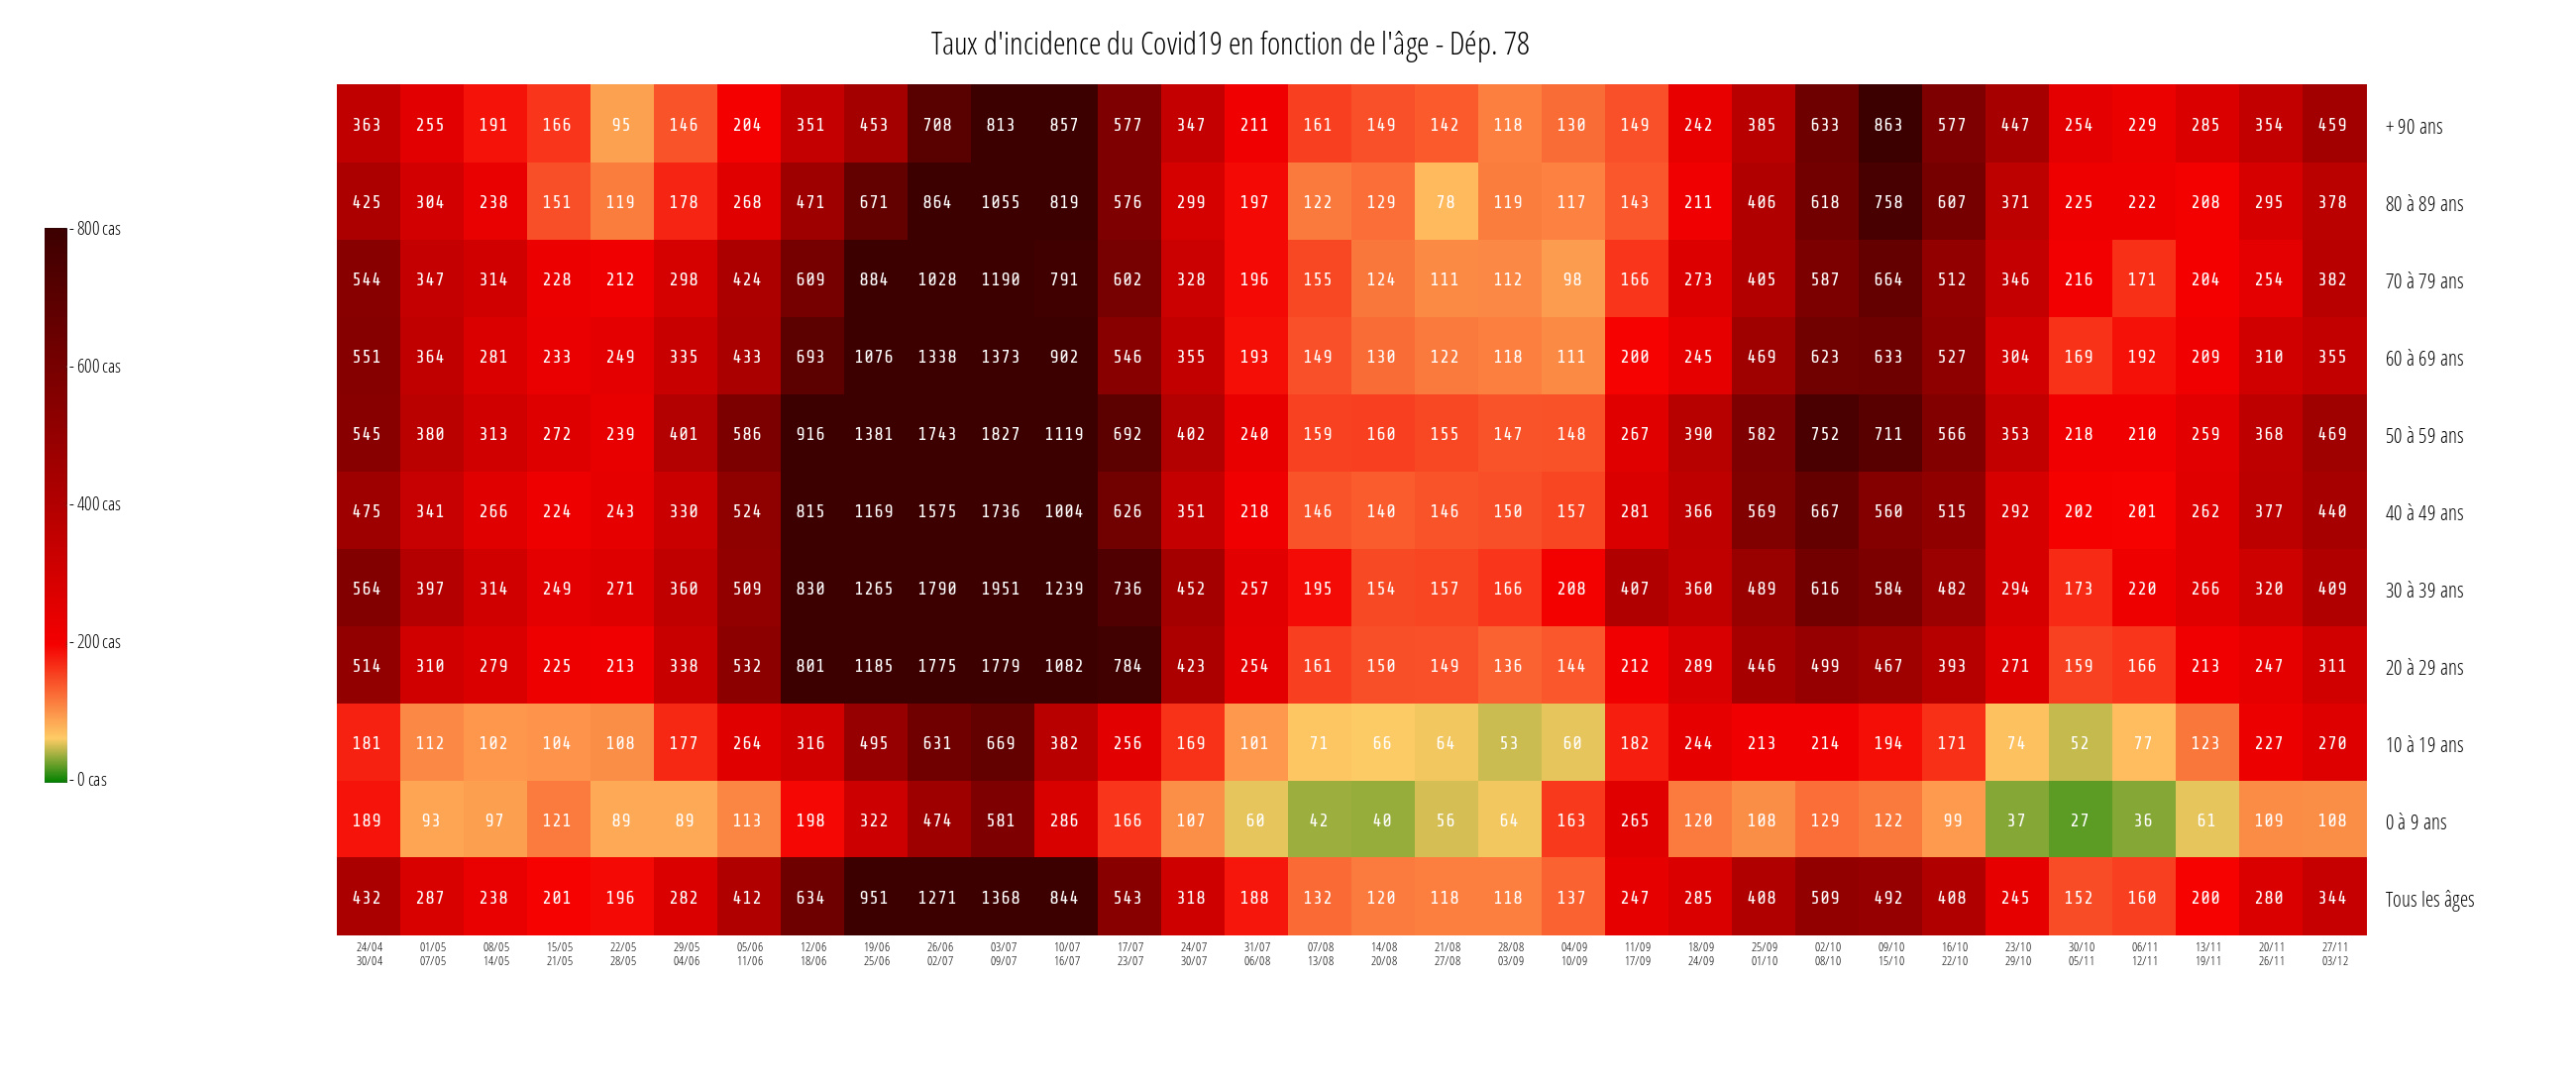 Taux d'incidence du Covid19 en fonction de l'âge - Dép. 78
- 800 cas
- 600 cas
- 400 cas
- 200 cas
- 0 cas
363 255 191 166 95 146 204 351 453 708 813 857 577 347 211 161 149 142 118 130 149 242 385 633 863 577 447 254 229 285 354 459 + 90 ans
425 304 238 151 119 178 268 471 671 864 1055 819 576 299 197 122 129 78 119 117 143 211 406 618 758 607 371 225 222 208 295 378 80 à 89 ans
544 347 314 228 212 298 424 609 884 1028 1190 791 602 328 196 155 124 111 112 98 166 273 405 587 664 512 346 216 171 204 254 382 70 à 79 ans
551 364 281 233 249 335 433 693 1076 1338 1373 902 546 355 193 149 130 122 118 111 200 245 469 623 633 527 304 169 192 209 310 355 60 à 69 ans
545 380 313 272 239 401 586 916 1381 1743 1827 1119 692 402 240 159 160 155 147 148 267 390 582 752 711 566 353 218 210 259 368 469 50 à 59 ans
475 341 266 224 243 330 524 815 1169 1575 1736 1004 626 351 218 146 140 146 150 157 281 366 569 667 560 515 292 202 201 262 377 440 40 à 49 ans
564 397 314 249 271 360 509 830 1265 1790 1951 1239 736 452 257 195 154 157 166 208 407 360 489 616 584 482 294 173 220 266 320 409 30 à 39 ans
514 310 279 225 213 338 532 801 1185 1775 1779 1082 784 423 254 161 150 149 136 144 212 289 446 499 467 393 271 159 166 213 247 311 20 à 29 ans
181 112 102 104 108 177 264 316 495 631 669 382 256 169 101 71 66 64 53 60 182 244 213 214 194 171 74 52 77 123 227 270 10 à 19 ans
189 93 97 121 89 89 113 198 322 474 581 286 166 107 60 42 40 56 64 163 265 120 108 129 122 99 37 27 36 61 109 108 0 à 9 ans
432 287 238 201 196 282 412 634 951 1271 1368 844 543 318 188 132 120 118 118 137 247 285 408 509 492 408 245 152 160 200 280 344 Tous les âges
24/04 01/05 08/05 15/05 22/05 29/05 05/06 12/06 19/06 26/06 03/07 10/07 17/07 24/07 31/07 07/08 14/08 21/08 28/08 04/09 11/09 18/09 25/09 02/10 09/10 16/10 23/10 30/10 06/11 13/11 20/11 27/11
30/04 07/05 14/05 21/05 28/05 04/06 11/06 18/06 25/06 02/07 09/07 16/07 23/07 30/07 06/08 13/08 20/08 27/08 03/09 10/09 17/09 24/09 01/10 08/10 15/10 22/10 29/10 05/11 12/11 19/11 26/11 03/12